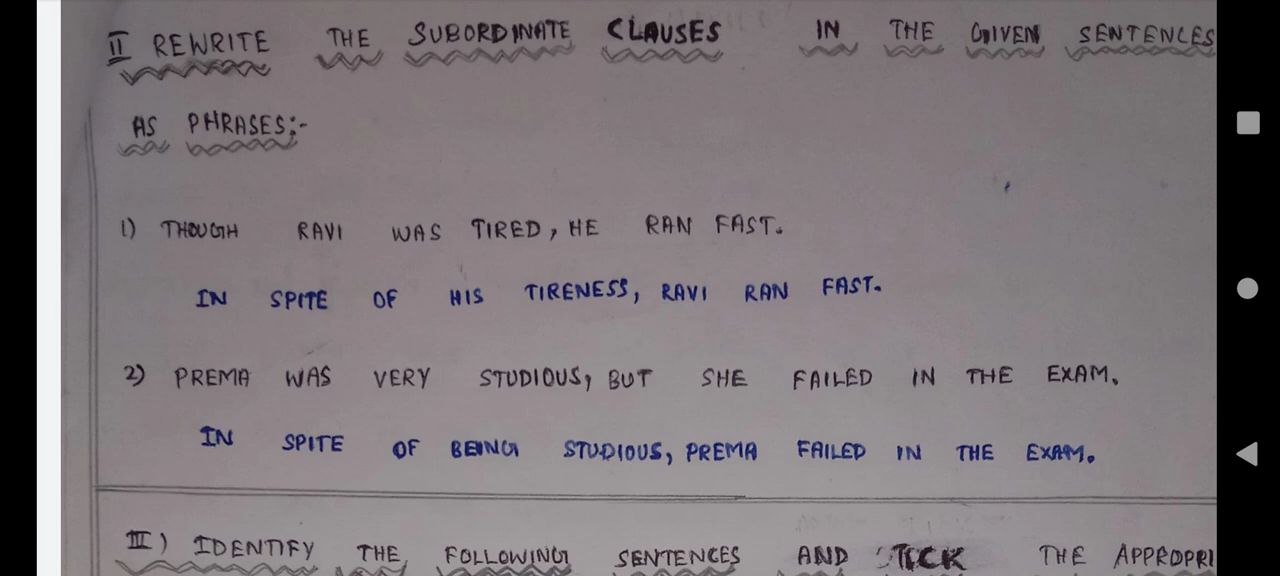 II REWRITE THE SUBORDINATE CLAUSES IN THE GIVEN SENTENCES
AS PHRASES:-
1) THOUGH RAVI WAS TIRED, HE RAN FAST.
IN SPITE OF HIS TIRENESS, RAVI RAN FAST.
2) PREMA WAS VERY STUDIOUS, BUT SHE FAILED IN THE EXAM.
IN SPITE OF BEING STUDIOUS, PREMA FAILED IN THE EXAM.
III) IDENTIFY THE FOLLOWING SENTENCES AND TICK THE APPROPRI